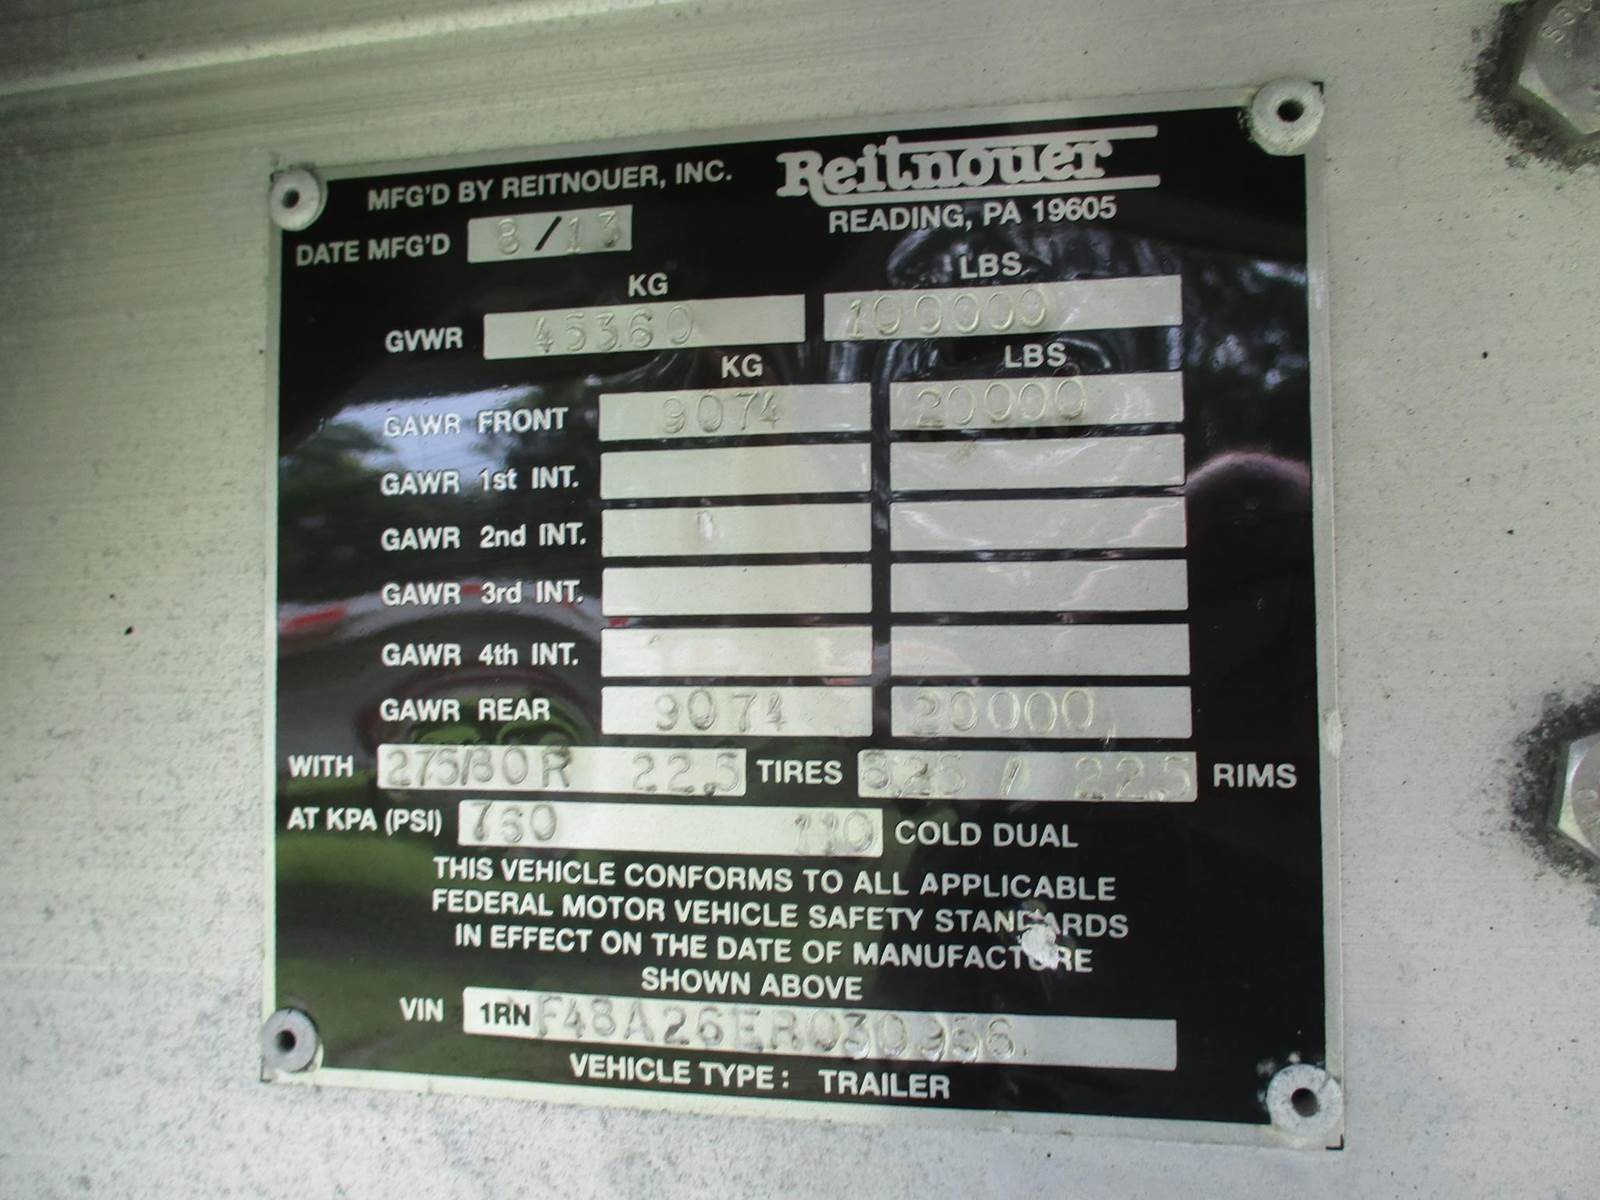 MFG'D BY REITNOUER, INC. Reitnouer
READING, PA 19605
DATE MFG'D 8/13
KG LBS
GVWR 45360 100000
KG LBS
GAWR FRONT 9074 20000
GAWR 1st INT.
GAWR 2nd INT.
GAWR 3rd INT.
GAWR 4th INT.
GAWR REAR 9074 20000
WITH 275/80R 22.5 TIRES 8.25 / 22.5 RIMS
AT KPA (PSI) 760 110 COLD DUAL
THIS VEHICLE CONFORMS TO ALL APPLICABLE
FEDERAL MOTOR VEHICLE SAFETY STANDARDS
IN EFFECT ON THE DATE OF MANUFACTURE
SHOWN ABOVE
VIN 1RNF48A26ER030956
VEHICLE TYPE: TRAILER